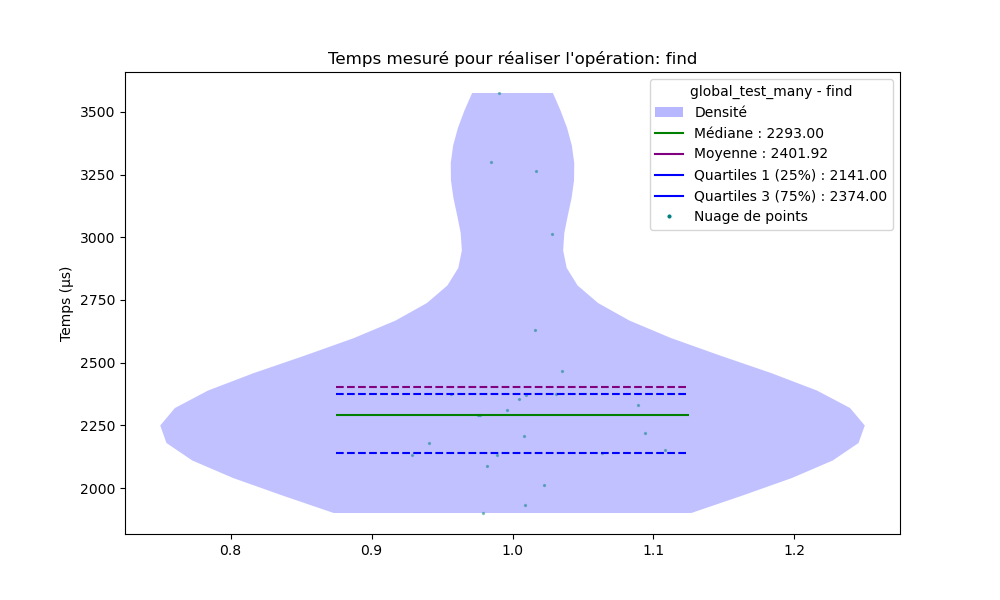 Temps mesuré pour réaliser l'opération: find
global_test_many - find
Densité
Médiane : 2293.00
Moyenne : 2401.92
Quartiles 1 (25%) : 2141.00
Quartiles 3 (75%) : 2374.00
Nuage de points
Temps (µs)
3500
3250
3000
2750
2500
2250
2000
0.8 0.9 1.0 1.1 1.2